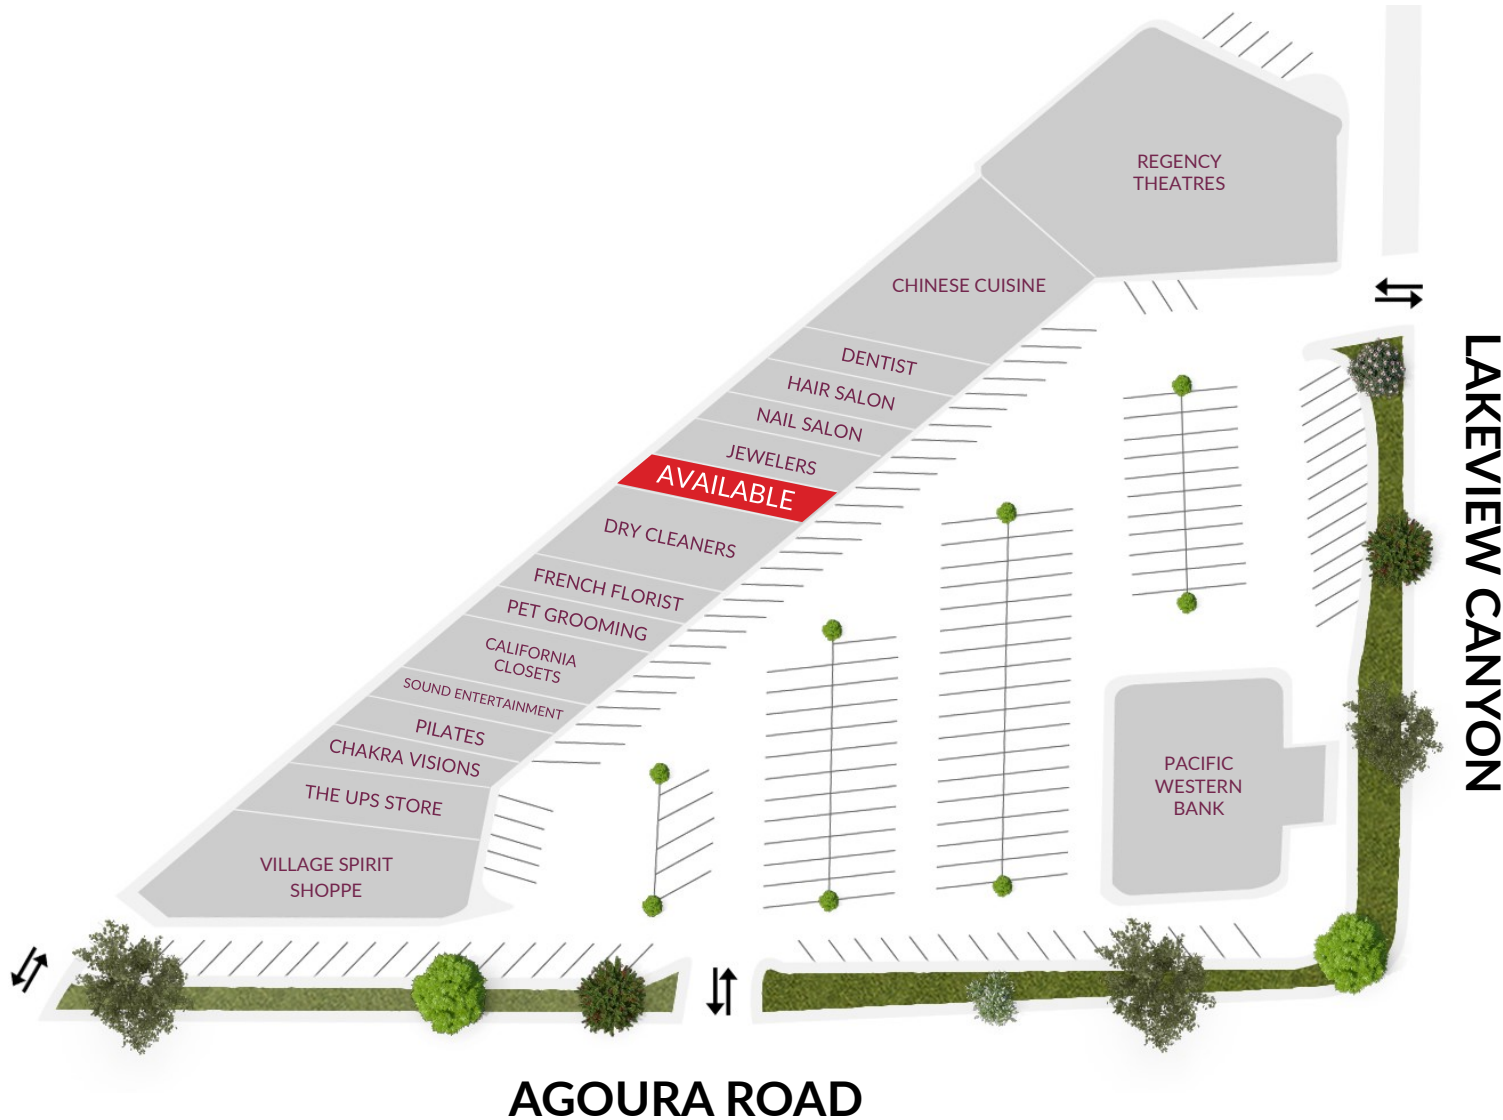 REGENCY
THEATRES
CHINESE CUISINE
DENTIST
HAIR SALON
NAIL SALON
JEWELERS
AVAILABLE
DRY CLEANERS
FRENCH FLORIST
PET GROOMING
CALIFORNIA
CLOSETS
SOUND ENTERTAINMENT
PILATES
CHAKRA VISIONS
THE UPS STORE
VILLAGE SPIRIT
SHOPPE
PACIFIC
WESTERN
BANK
LAKEVIEW CANYON
AGOURA ROAD